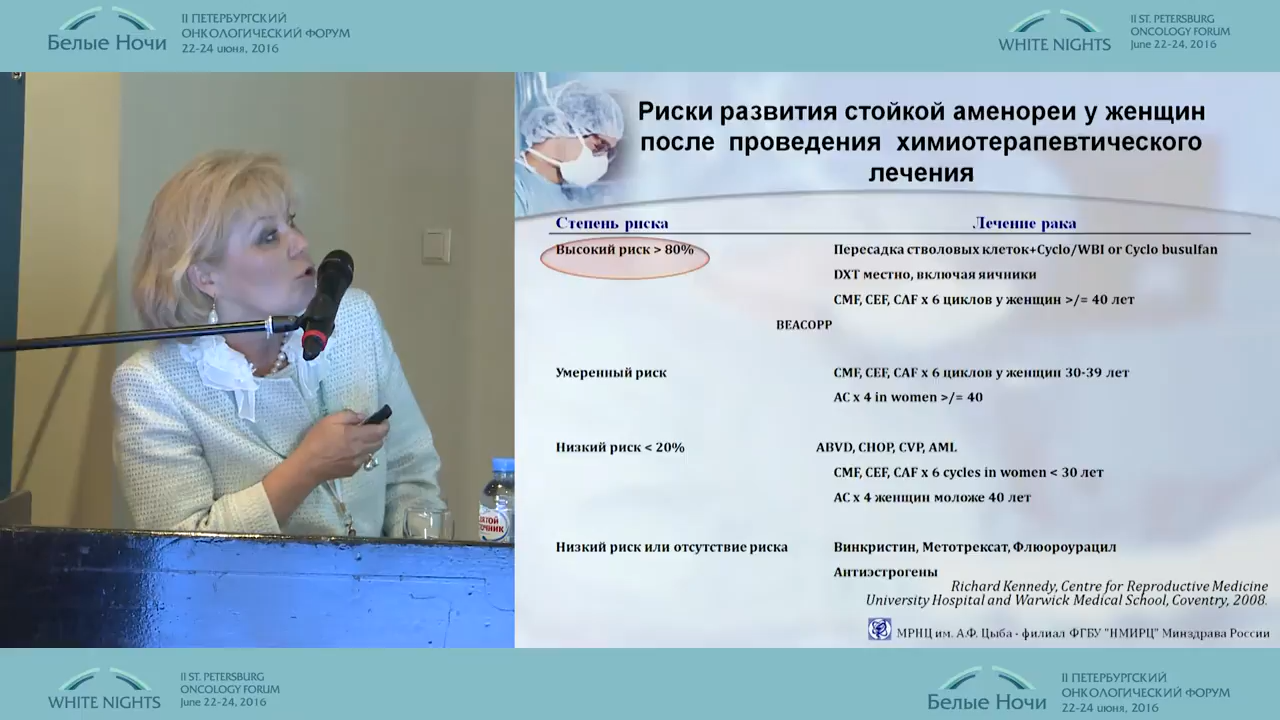 Белые Ночи
II ПЕТЕРБУРГСКИЙ
ОНКОЛОГИЧЕСКИЙ ФОРУМ
22-24 июня, 2016
WHITE NIGHTS
II ST. PETERSBURG
ONCOLOGY FORUM
June 22-24, 2016
Риски развития стойкой аменореи у женщин
после проведения химиотерапевтического
лечения
Степень риска Лечение рака
Высокий риск > 80% Пересадка стволовых клеток+Cyclo/WBI or Cyclo busulfan
DXT местно, включая яичники
CMF, CEF, CAF x 6 циклов у женщин >/= 40 лет
BEACOPP
Умеренный риск CMF, CEF, CAF x 6 циклов у женщин 30-39 лет
AC x 4 in women >/= 40
Низкий риск < 20% ABVD, CHOP, CVP, AML
CMF, CEF, CAF x 6 cycles in women < 30 лет
AC x 4 женщин моложе 40 лет
Низкий риск или отсутствие риска Винкристин, Метотрексат, Флюороурацил
Антиэстрогены
Richard Kennedy, Centre for Reproductive Medicine
University Hospital and Warwick Medical School, Coventry, 2008.
МРНЦ им. А.Ф. Цыба - филиал ФГБУ "НМИРЦ" Минздрава России
WHITE NIGHTS
II ST. PETERSBURG
ONCOLOGY FORUM
June 22-24, 2016
Белые Ночи
II ПЕТЕРБУРГСКИЙ
ОНКОЛОГИЧЕСКИЙ ФОРУМ
22-24 июня, 2016